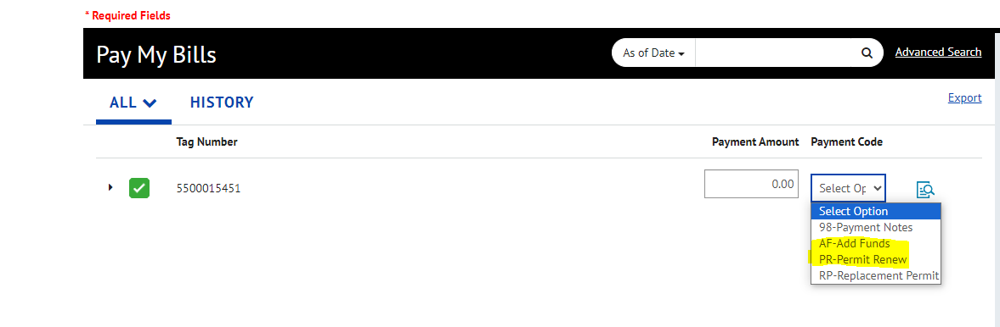 * Required Fields
Pay My Bills
As of Date
Advanced Search
ALL
HISTORY
Export
Tag Number
Payment Amount
Payment Code
5500015451
0.00
Select Op
Select Option
98-Payment Notes
AF-Add Funds
PR-Permit Renew
RP-Replacement Permit